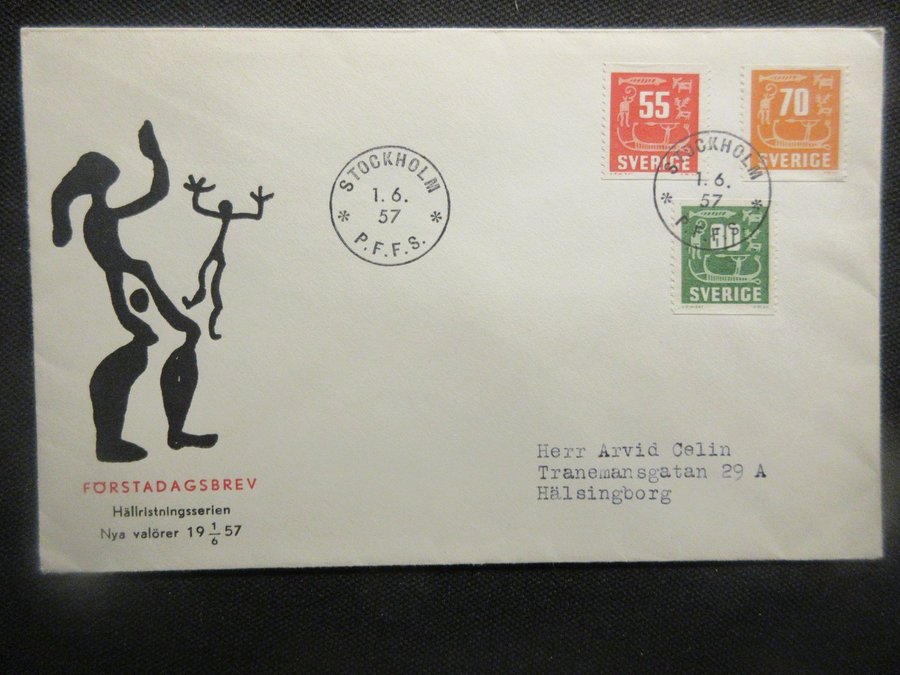 55
SVERIGE
70
SVERIGE
SVERIGE
STOCKHOLM
1. 6.
57
* P.F.F.S. *
STOCKHOLM
1. 6.
57
* P.F.F.S. *
Herr Arvid Celin
Tranemansgatan 29 A
Hälsingborg
FÖRSTADAGSBREV
Hällristningsserien
Nya valörer 19 1/6 57